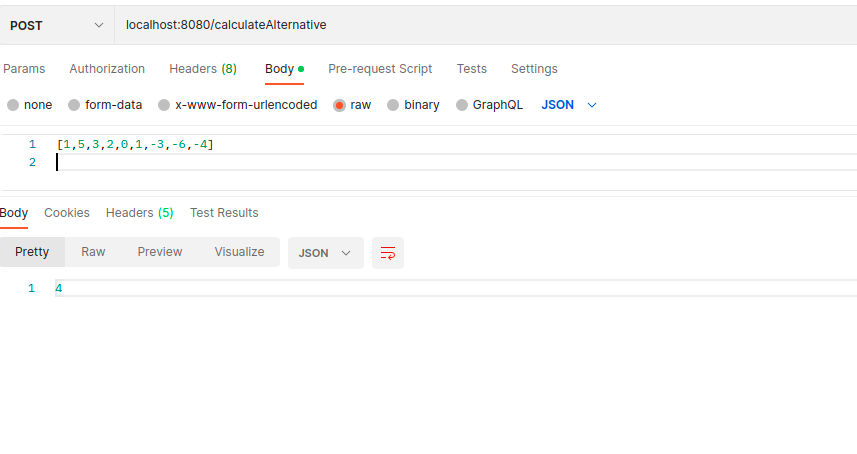 POST localhost:8080/calculateAlternative
Params Authorization Headers (8) Body Pre-request Script Tests Settings
none form-data x-www-form-urlencoded raw binary GraphQL JSON
1 [1,5,3,2,0,1,-3,-6,-4]
2
Body Cookies Headers (5) Test Results
Pretty Raw Preview Visualize JSON
1 4